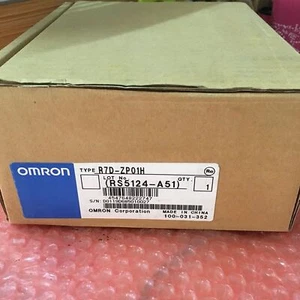 OMRON
TYPE R7D-ZP01H
LOT No. QTY.
(RS5124-A51) 1
OMRON Corporation MADE IN CHINA
100-031-352